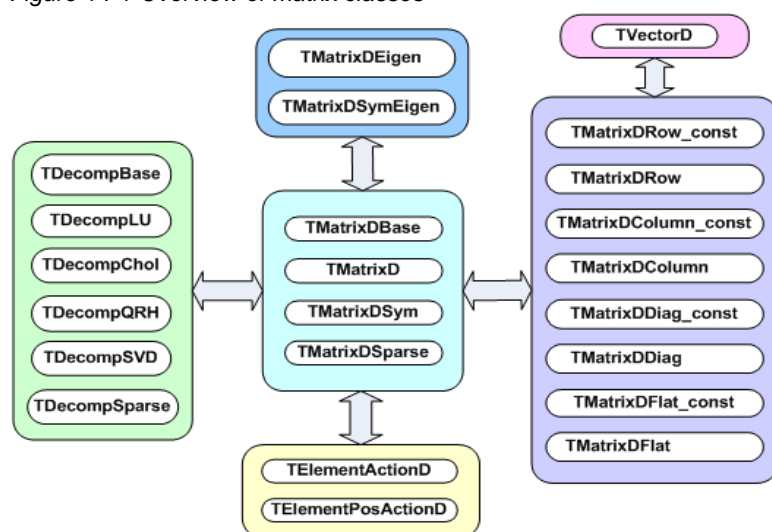 Figure 14-1 Overview of matrix classes
TVectorD
TMatrixDEigen
TMatrixDSymEigen
TDecompBase
TDecompLU
TDecompChol
TDecompQRH
TDecompSVD
TDecompSparse
TMatrixDBase
TMatrixD
TMatrixDSym
TMatrixDSparse
TMatrixDRow_const
TMatrixDRow
TMatrixDColumn_const
TMatrixDColumn
TMatrixDDiag_const
TMatrixDDiag
TMatrixDFlat_const
TMatrixDFlat
TElementActionD
TElementPosActionD